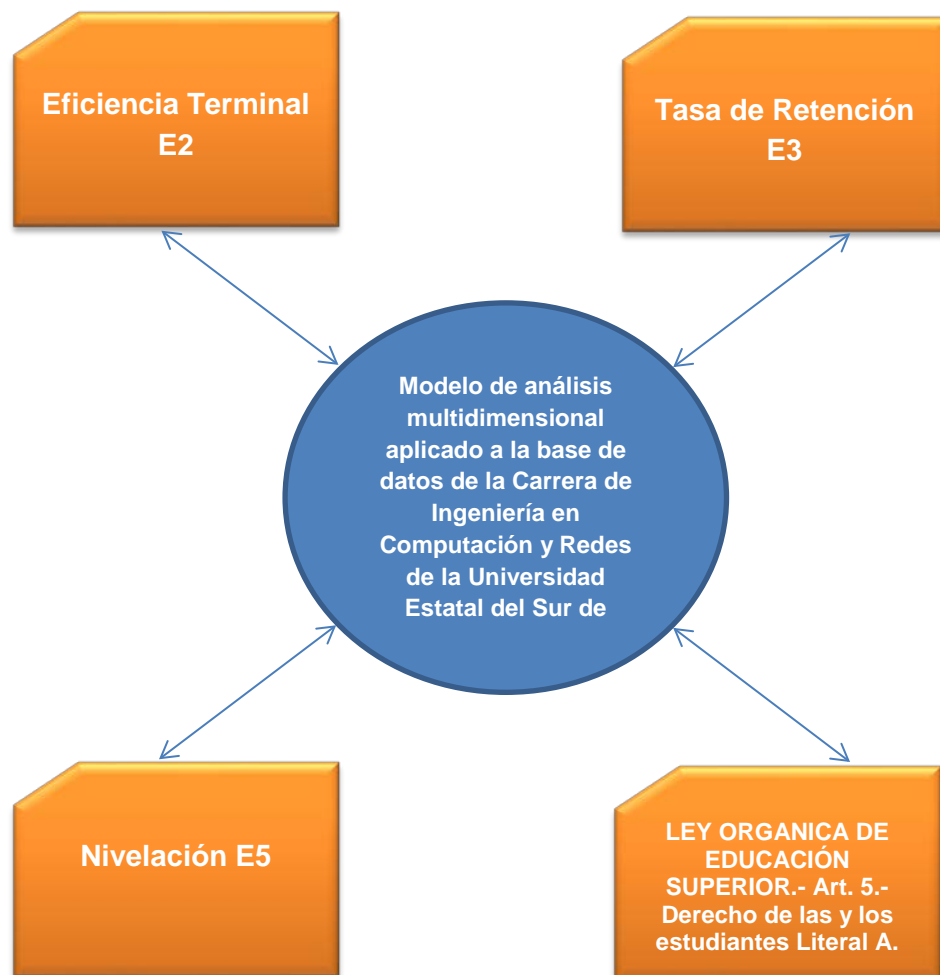 Eficiencia Terminal
E2
Tasa de Retención
E3
Modelo de análisis
multidimensional
aplicado a la base de
datos de la Carrera de
Ingeniería en
Computación y Redes
de la Universidad
Estatal del Sur de
Nivelación E5
LEY ORGANICA DE
EDUCACIÓN
SUPERIOR.- Art. 5.-
Derecho de las y los
estudiantes Literal A.